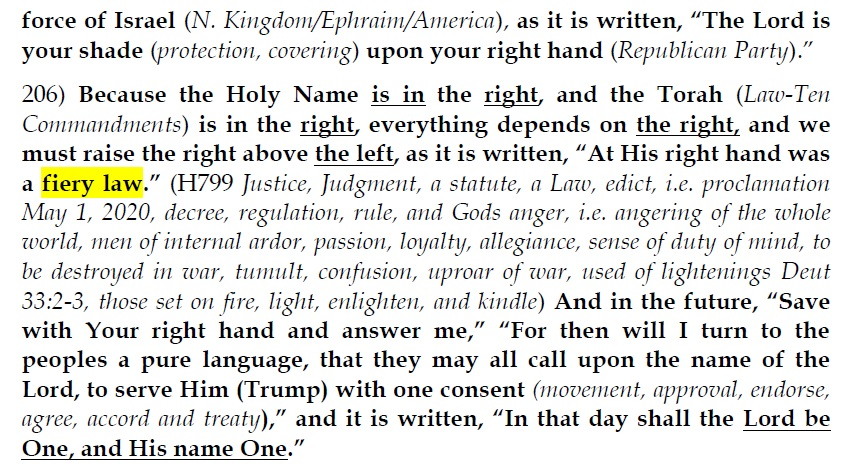 force of Israel (N. Kingdom/Ephraim/America), as it is written, “The Lord is
your shade (protection, covering) upon your right hand (Republican Party).”
206) Because the Holy Name is in the right, and the Torah (Law-Ten
Commandments) is in the right, everything depends on the right, and we
must raise the right above the left, as it is written, “At His right hand was
a fiery law.” (H799 Justice, Judgment, a statute, a Law, edict, i.e. proclamation
May 1, 2020, decree, regulation, rule, and Gods anger, i.e. angering of the whole
world, men of internal ardor, passion, loyalty, allegiance, sense of duty of mind, to
be destroyed in war, tumult, confusion, uproar of war, used of lightenings Deut
33:2-3, those set on fire, light, enlighten, and kindle) And in the future, “Save
with Your right hand and answer me,” “For then will I turn to the
peoples a pure language, that they may all call upon the name of the
Lord, to serve Him (Trump) with one consent (movement, approval, endorse,
agree, accord and treaty),” and it is written, “In that day shall the Lord be
One, and His name One.”